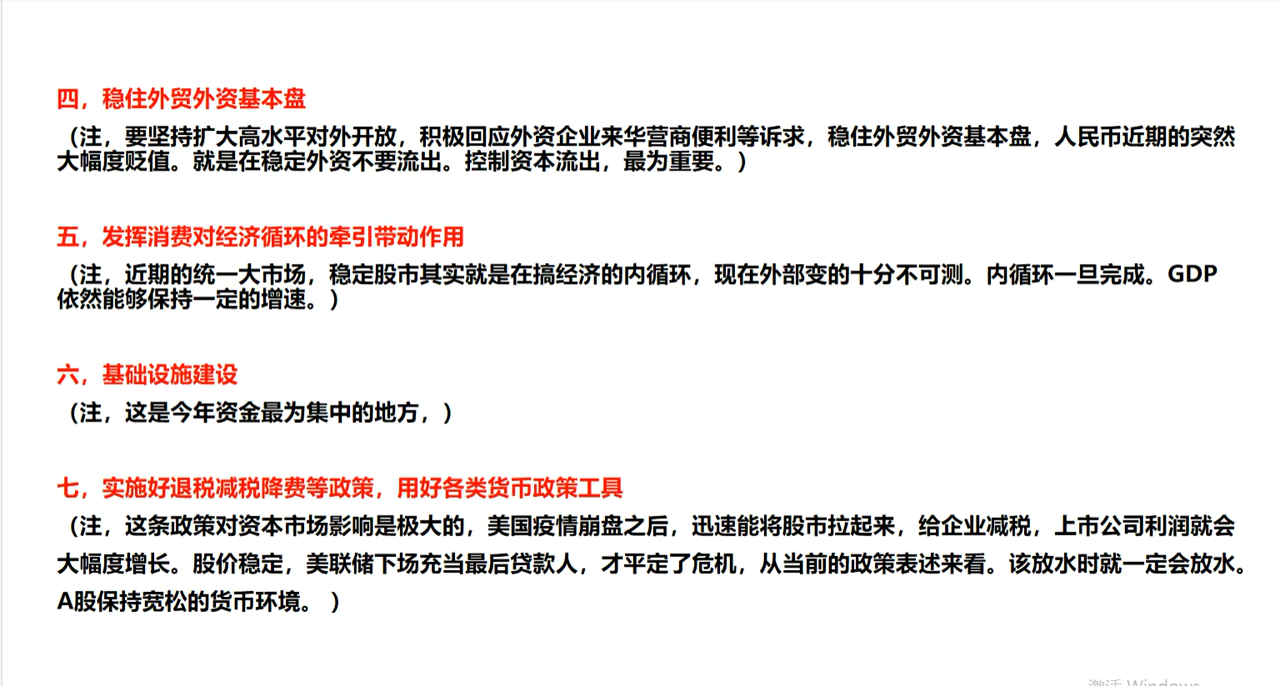 四，稳住外贸外资基本盘
（注，要坚持扩大高水平对外开放，积极回应外资企业来华营商便利等诉求，稳住外贸外资基本盘，人民币近期的突然
大幅度贬值。就是在稳定外资不要流出。控制资本流出，最为重要。）
五，发挥消费对经济循环的牵引带动作用
（注，近期的统一大市场，稳定股市其实就是在搞经济的内循环，现在外部变的十分不可测。内循环一旦完成。GDP
依然能够保持一定的增速。）
六，基础设施建设
（注，这是今年资金最为集中的地方，）
七，实施好退税减税降费等政策，用好各类货币政策工具
（注，这条政策对资本市场影响是极大的，美国疫情崩盘之后，迅速能将股市拉起来，给企业减税，上市公司利润就会
大幅度增长。股价稳定，美联储下场充当最后贷款人，才平定了危机，从当前的政策表述来看。该放水时就一定会放水。
A股保持宽松的货币环境。 ）
激活 Windows